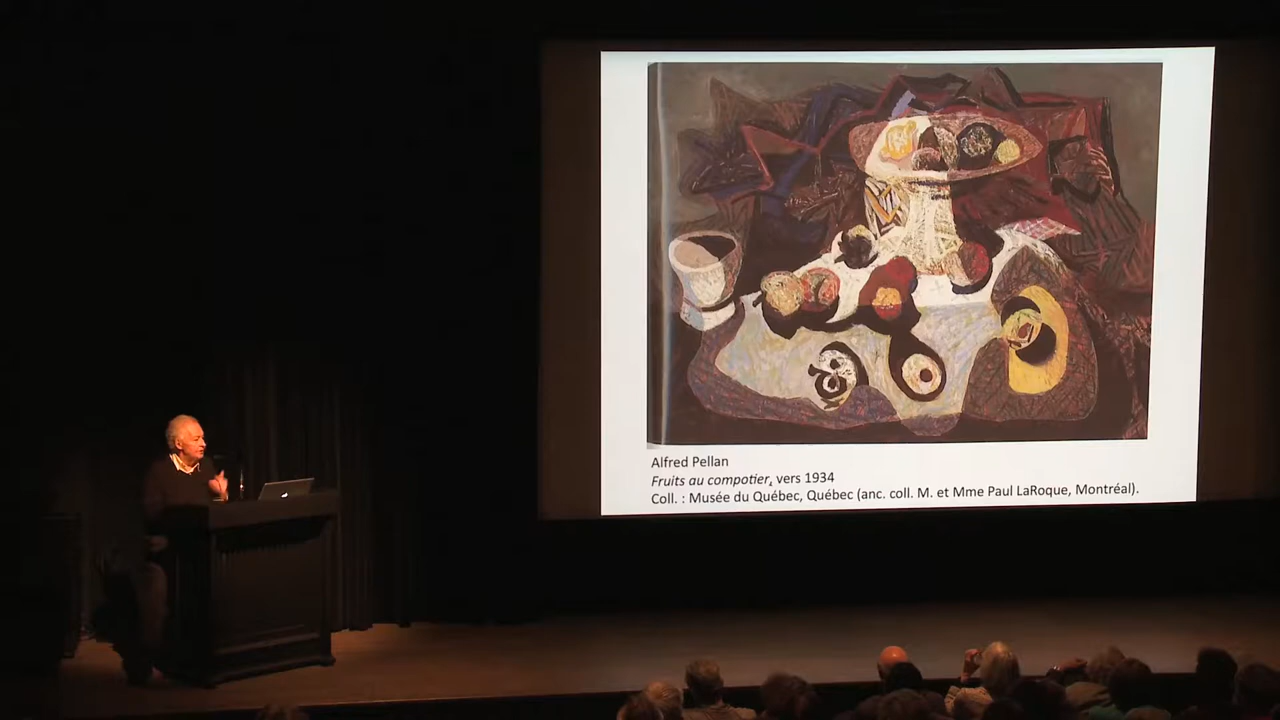 Alfred Pellan
Fruits au compotier, vers 1934
Coll. : Musée du Québec, Québec (anc. coll. M. et Mme Paul LaRoque, Montréal).